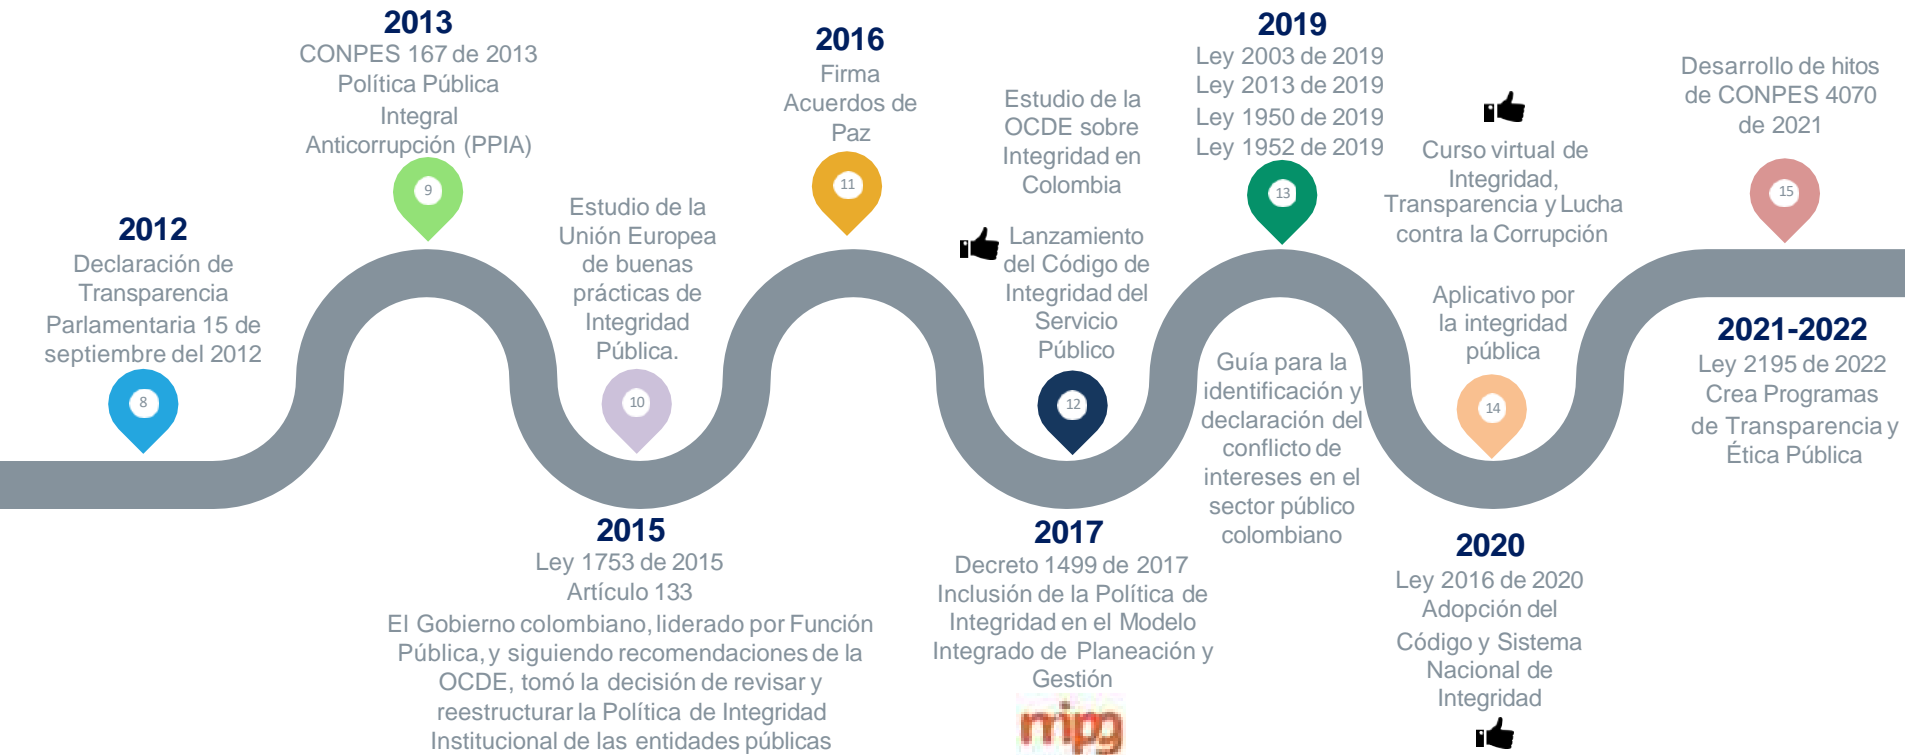 2012
Declaración de
Transparencia
Parlamentaria 15 de
septiembre del 2012
8
2013
CONPES 167 de 2013
Política Pública
Integral
Anticorrupción (PPIA)
9
Estudio de la
Unión Europea
de buenas
prácticas de
Integridad
Pública.
10
2015
Ley 1753 de 2015
Artículo 133
El Gobierno colombiano, liderado por Función
Pública, y siguiendo recomendaciones de la
OCDE, tomó la decisión de revisar y
reestructurar la Política de Integridad
Institucional de las entidades públicas
2016
Firma
Acuerdos de
Paz
11
Estudio de la
OCDE sobre
Integridad en
Colombia
Lanzamiento
del Código de
Integridad del
Servicio
Público
12
2017
Decreto 1499 de 2017
Inclusión de la Política de
Integridad en el Modelo
Integrado de Planeación y
Gestión
mipg
2019
Ley 2003 de 2019
Ley 2013 de 2019
Ley 1950 de 2019
Ley 1952 de 2019
13
Guía para la
identificación y
declaración del
conflicto de
intereses en el
sector público
colombiano
Curso virtual de
Integridad,
Transparencia y Lucha
contra la Corrupción
Aplicativo por
la integridad
pública
14
2020
Ley 2016 de 2020
Adopción del
Código y Sistema
Nacional de
Integridad
Desarrollo de hitos
de CONPES 4070
de 2021
15
2021-2022
Ley 2195 de 2022
Crea Programas
de Transparencia y
Ética Pública